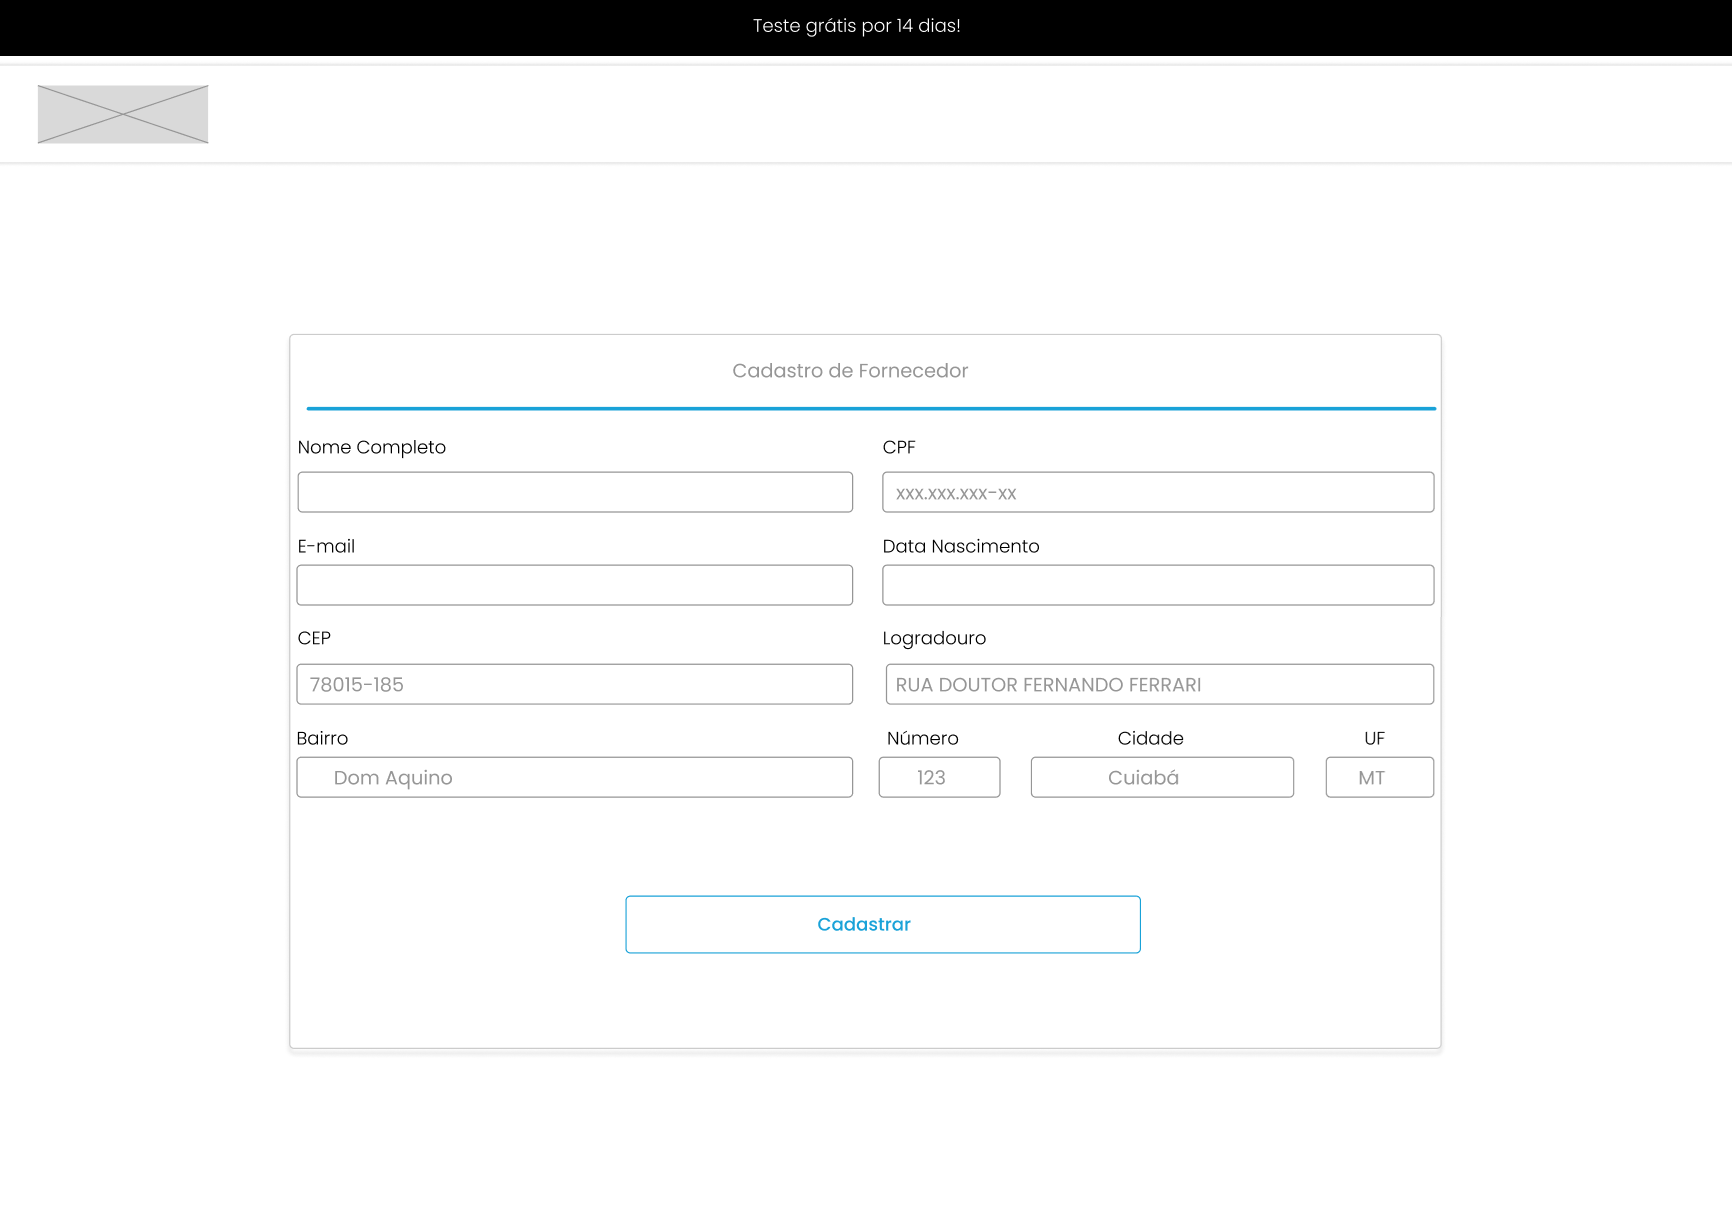 Teste grátis por 14 dias!
Cadastro de Fornecedor
Nome Completo
CPF
xxx.xxx.xxx-xx
E-mail
Data Nascimento
CEP
Logradouro
78015-185
RUA DOUTOR FERNANDO FERRARI
Bairro
Número
Cidade
UF
Dom Aquino
123
Cuiabá
MT
Cadastrar